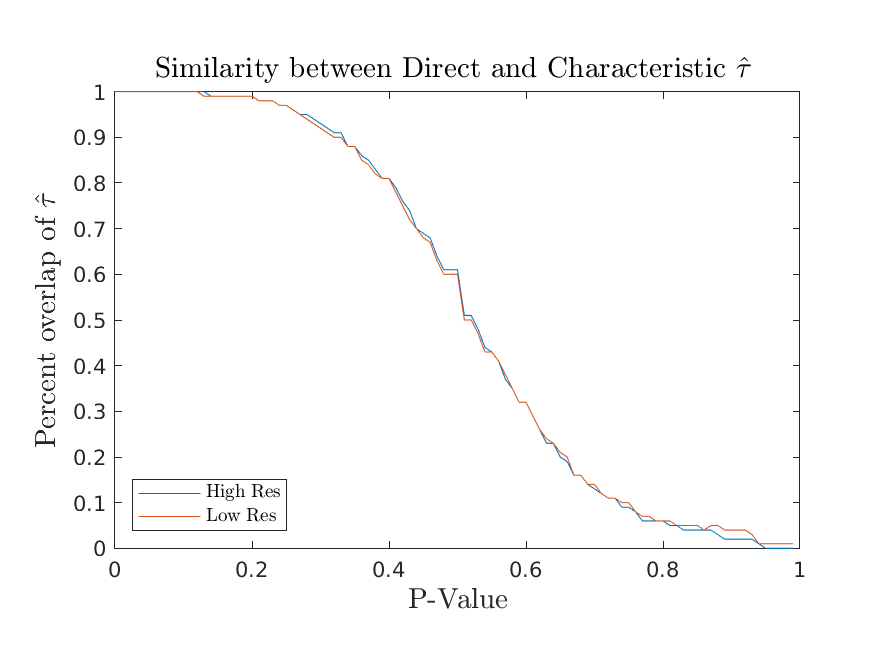 Similarity between Direct and Characteristic τ̂
Percent overlap of τ̂
1
0.9
0.8
0.7
0.6
0.5
0.4
0.3
0.2
0.1
0
High Res
Low Res
0 0.2 0.4 0.6 0.8 1
P-Value